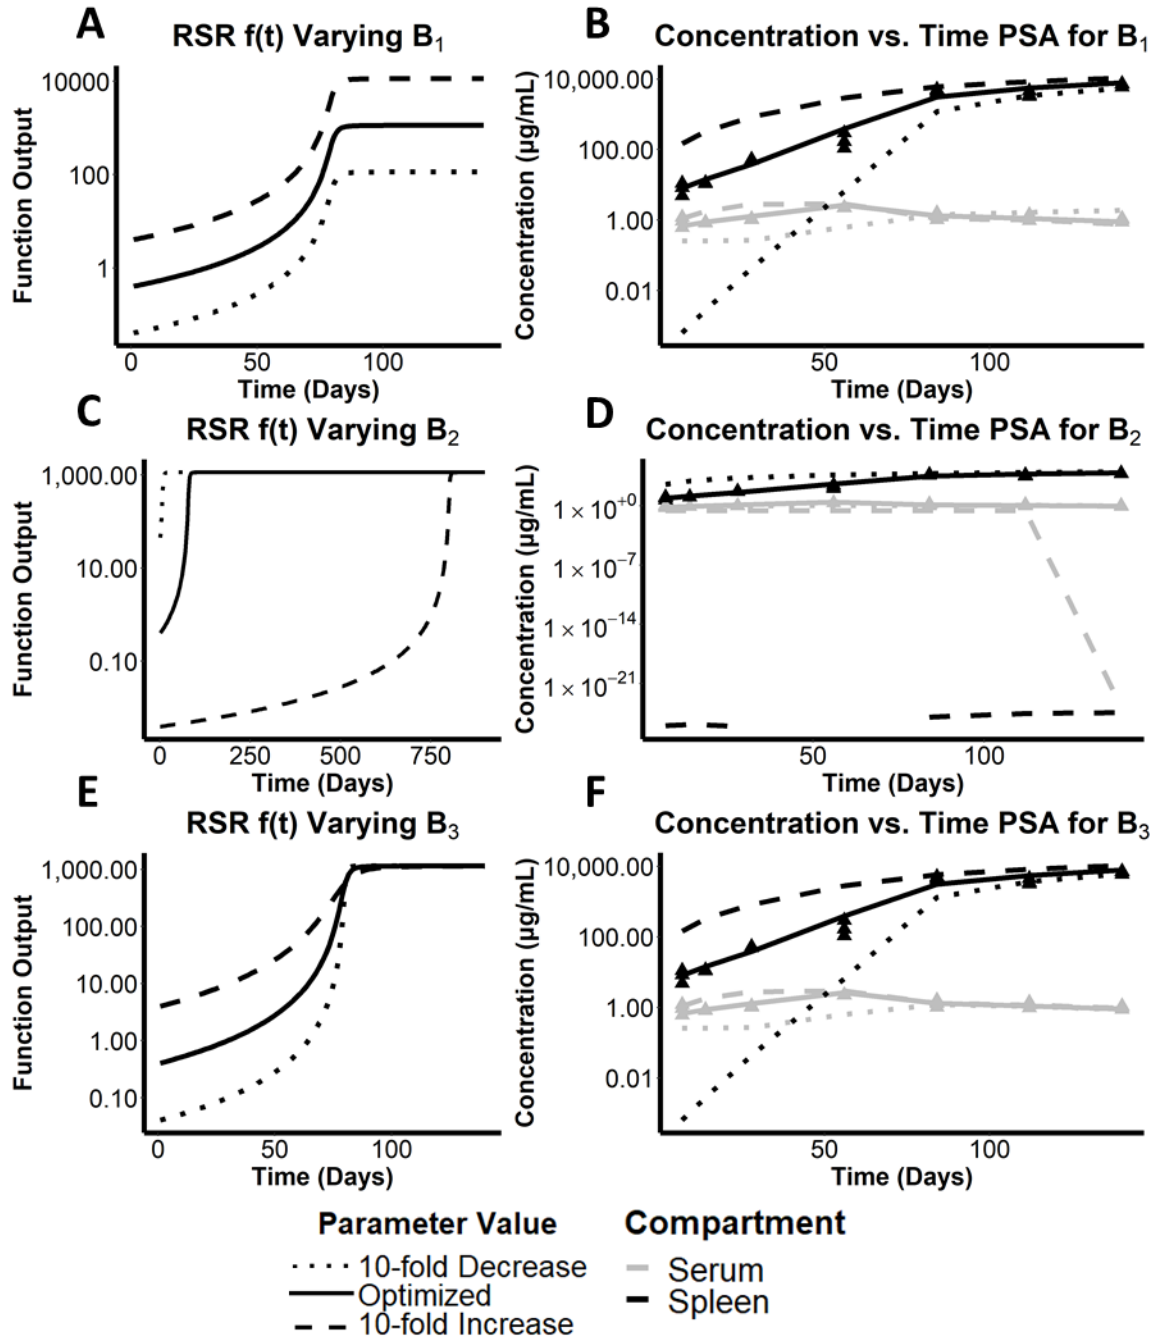 A
RSR f(t) Varying B₁
Function Output
10000
100
1
0
50
100
Time (Days)
B
Concentration vs. Time PSA for B₁
Concentration (µg/mL)
10,000.00
100.00
1.00
0.01
50
100
Time (Days)
C
RSR f(t) Varying B₂
Function Output
1,000.00
10.00
0.10
0
250
500
750
Time (Days)
D
Concentration vs. Time PSA for B₂
Concentration (µg/mL)
1 × 10⁺⁰
1 × 10⁻⁷
1 × 10⁻¹⁴
1 × 10⁻²¹
50
100
Time (Days)
E
RSR f(t) Varying B₃
Function Output
1,000.00
100.00
10.00
1.00
0.10
0
50
100
Time (Days)
F
Concentration vs. Time PSA for B₃
Concentration (µg/mL)
10,000.00
100.00
1.00
0.01
50
100
Time (Days)
Parameter Value
10-fold Decrease
Optimized
10-fold Increase
Compartment
Serum
Spleen